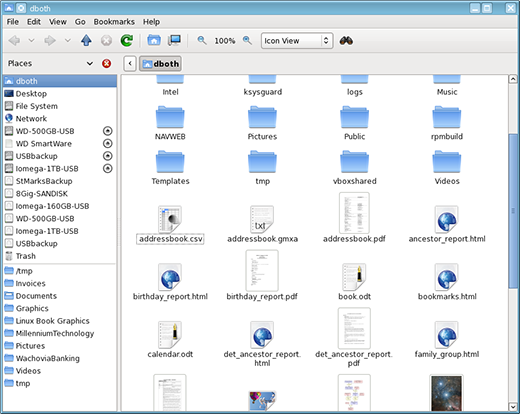 dboth
File Edit View Go Bookmarks Help
100% Icon View
Places dboth
dboth
Desktop
File System
Network
WD-500GB-USB
WD SmartWare
USBbackup
Iomega-1TB-USB
StMarksBackup
8Gig-SANDISK
Iomega-160GB-USB
WD-500GB-USB
Iomega-1TB-USB
USBbackup
Trash
/tmp
Invoices
Documents
Graphics
Linux Book Graphics
MillenniumTechnology
Pictures
WachoviaBanking
Videos
tmp
Intel ksysguard logs Music
NAVWEB Pictures Public rpmbuild
Templates tmp vboxshared Videos
txt
addressbook.csv addressbook.gmxa addressbook.pdf ancestor_report.html
birthday_report.html birthday_report.pdf book.odt bookmarks.html
calendar.odt det_ancestor_report.html det_ancestor_report.pdf family_group.html